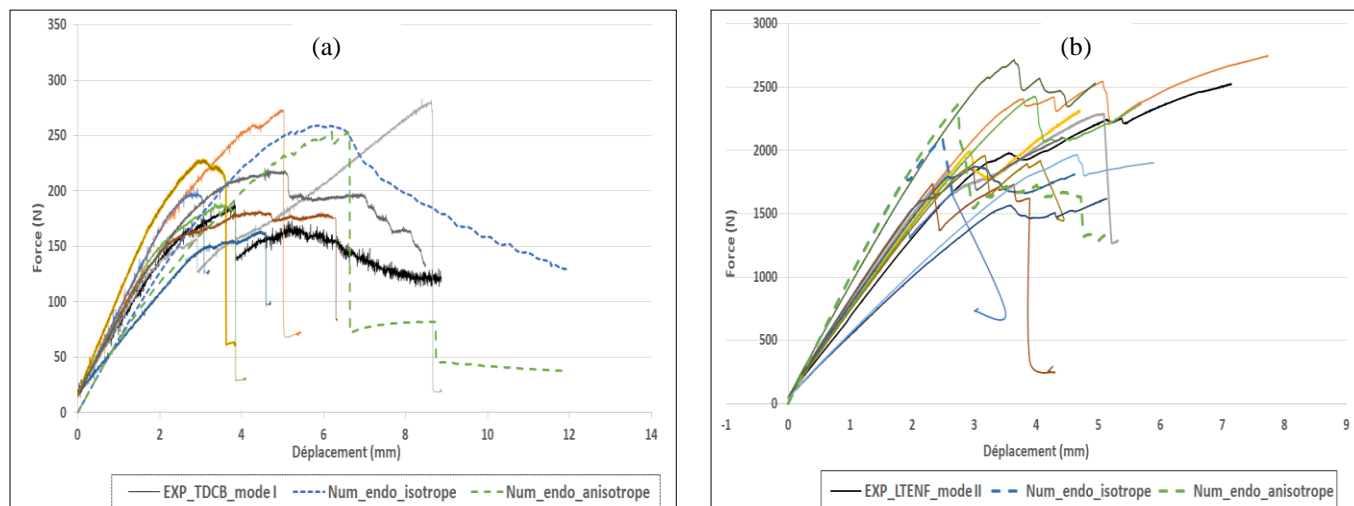 (a)
350
300
250
200
150
100
50
0
Force (N)
0 2 4 6 8 10 12 14
Déplacement (mm)
EXP_TDCB_mode I Num_endo_isotrope Num_endo_anisotrope
(b)
3000
2500
2000
1500
1000
500
0
Force (N)
-1 0 1 2 3 4 5 6 7 8 9
Déplacement (mm)
EXP_LTENF_mode II Num_endo_isotrope Num_endo_anisotrope